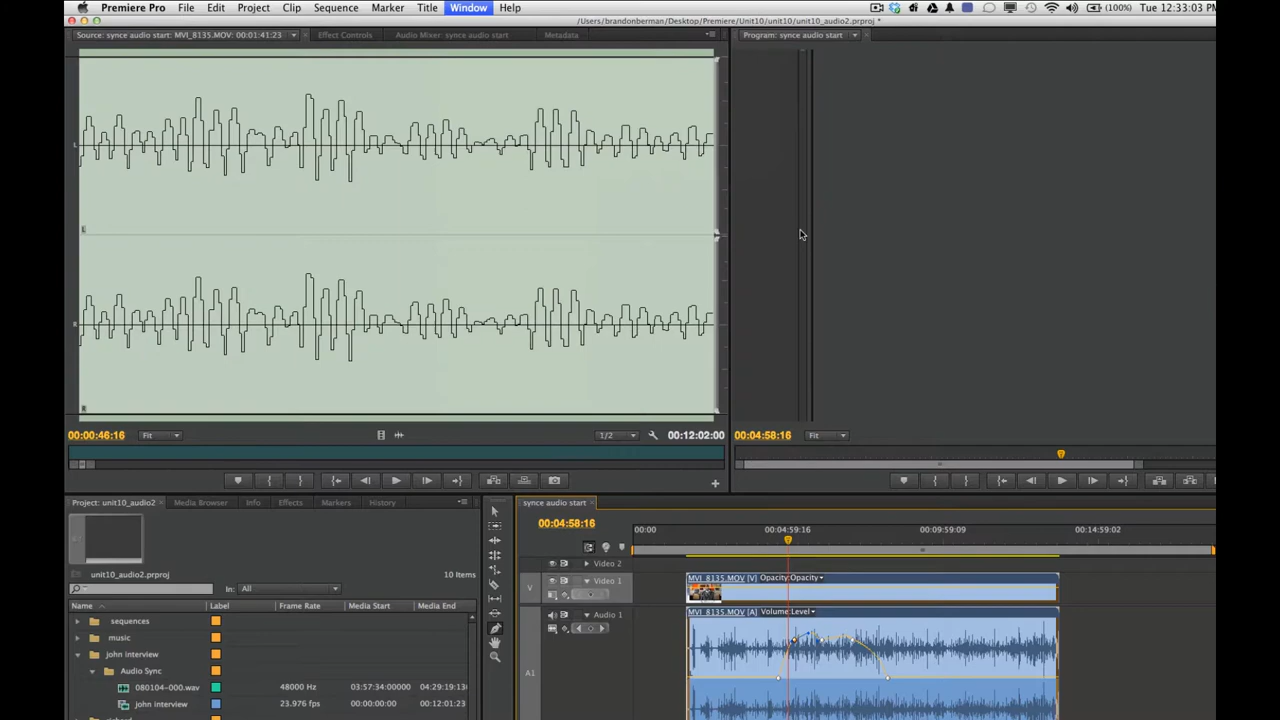 Premiere Pro File Edit Project Clip Sequence Marker Title Window Help (100%) Tue 12:33:03 PM
/Users/brandonberman/Desktop/Premiere/Unit10/unit10/unit10_audio2.prproj *
Source: synce audio start: MVI_8135.MOV: 00:01:41:23 Effect Controls Audio Mixer: synce audio start Metadata Program: synce audio start
L
L
R
R
00:00:46:16 Fit 1/2 00:12:02:00 00:04:58:16 Fit
Project: unit10_audio2 Media Browser Info Effects Markers History synce audio start
00:04:58:16 00:00 00:04:59:16 00:09:59:09 00:14:59:02
unit10_audio2.prproj 10 Items
In: All
Video 2
Video 1 MVI_8135.MOV [V] Opacity:Opacity
V
Name Label Frame Rate Media Start Media End
sequences Audio 1 MVI_8135.MOV [A] Volume:Level
music
john interview
Audio Sync A1
080104-000.wav 48000 Hz 03:57:34:00000 04:29:19:13
john interview 23.976 fps 00:00:00:00 00:12:01:23